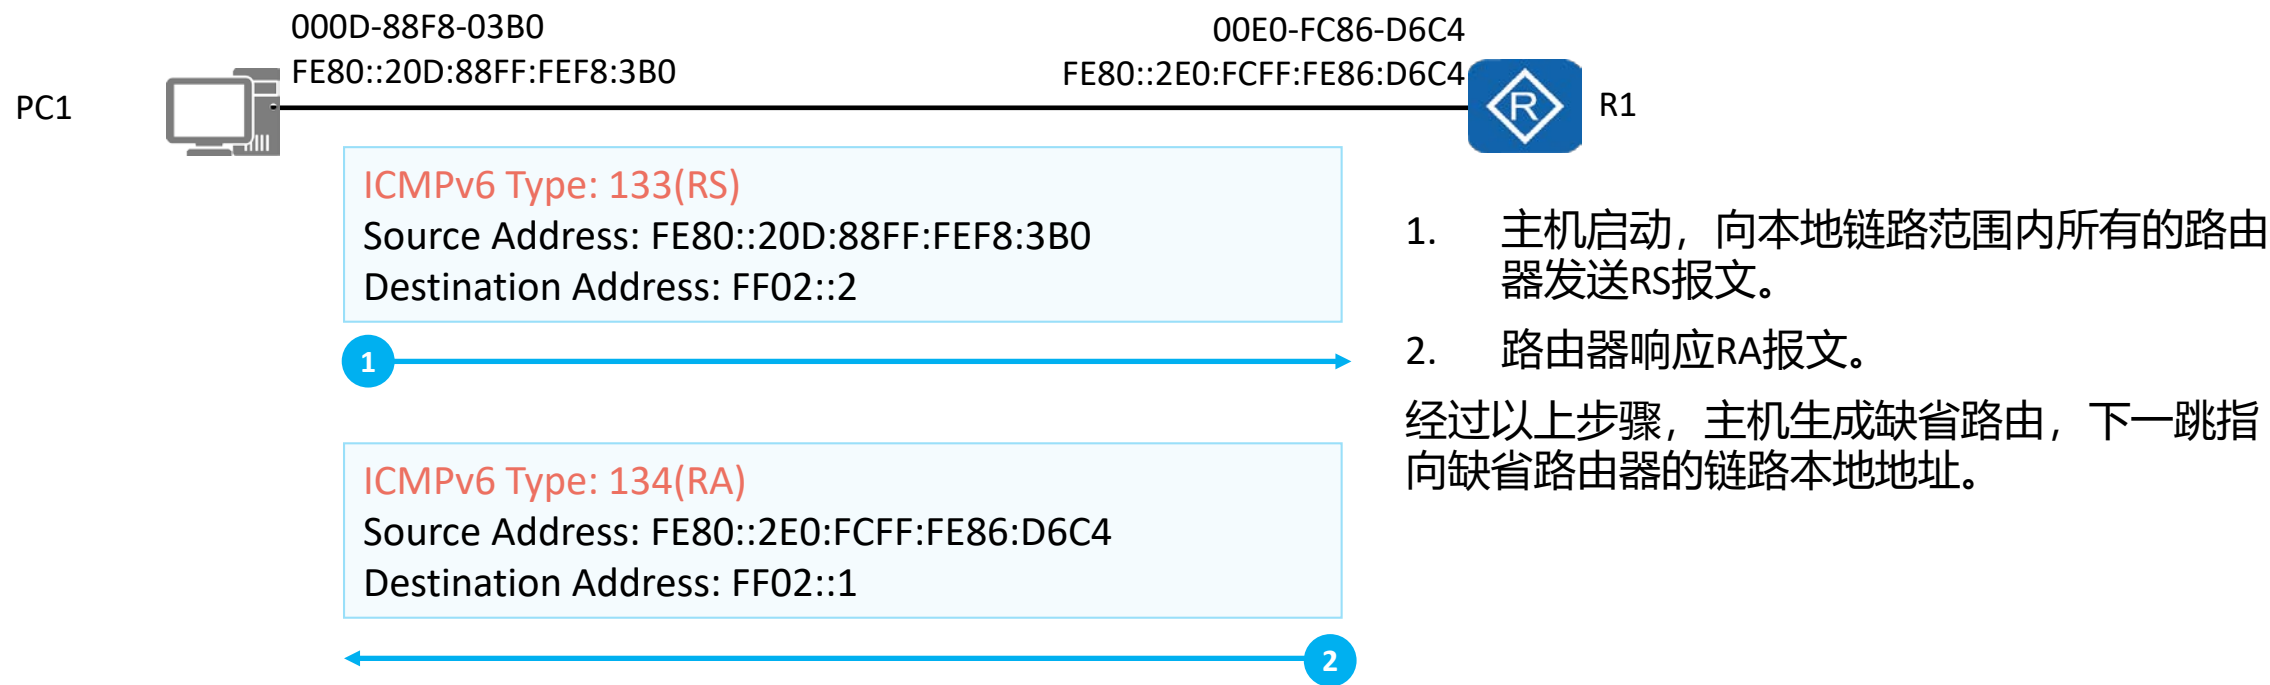 000D-88F8-03B0
FE80::20D:88FF:FEF8:3B0
00E0-FC86-D6C4
FE80::2E0:FCFF:FE86:D6C4
PC1
R
R1
ICMPv6 Type: 133(RS)
Source Address: FE80::20D:88FF:FEF8:3B0
Destination Address: FF02::2
1
ICMPv6 Type: 134(RA)
Source Address: FE80::2E0:FCFF:FE86:D6C4
Destination Address: FF02::1
2
1. 主机启动，向本地链路范围内所有的路由
器发送RS报文。
2. 路由器响应RA报文。
经过以上步骤，主机生成缺省路由，下一跳指
向缺省路由器的链路本地地址。